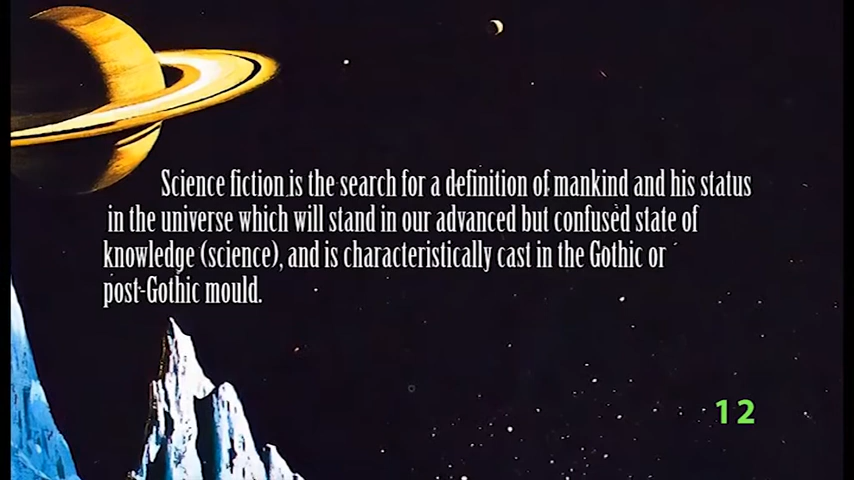 Science fiction is the search for a definition of mankind and his status
in the universe which will stand in our advanced but confused state of
knowledge (science), and is characteristically cast in the Gothic or
post-Gothic mould.
12